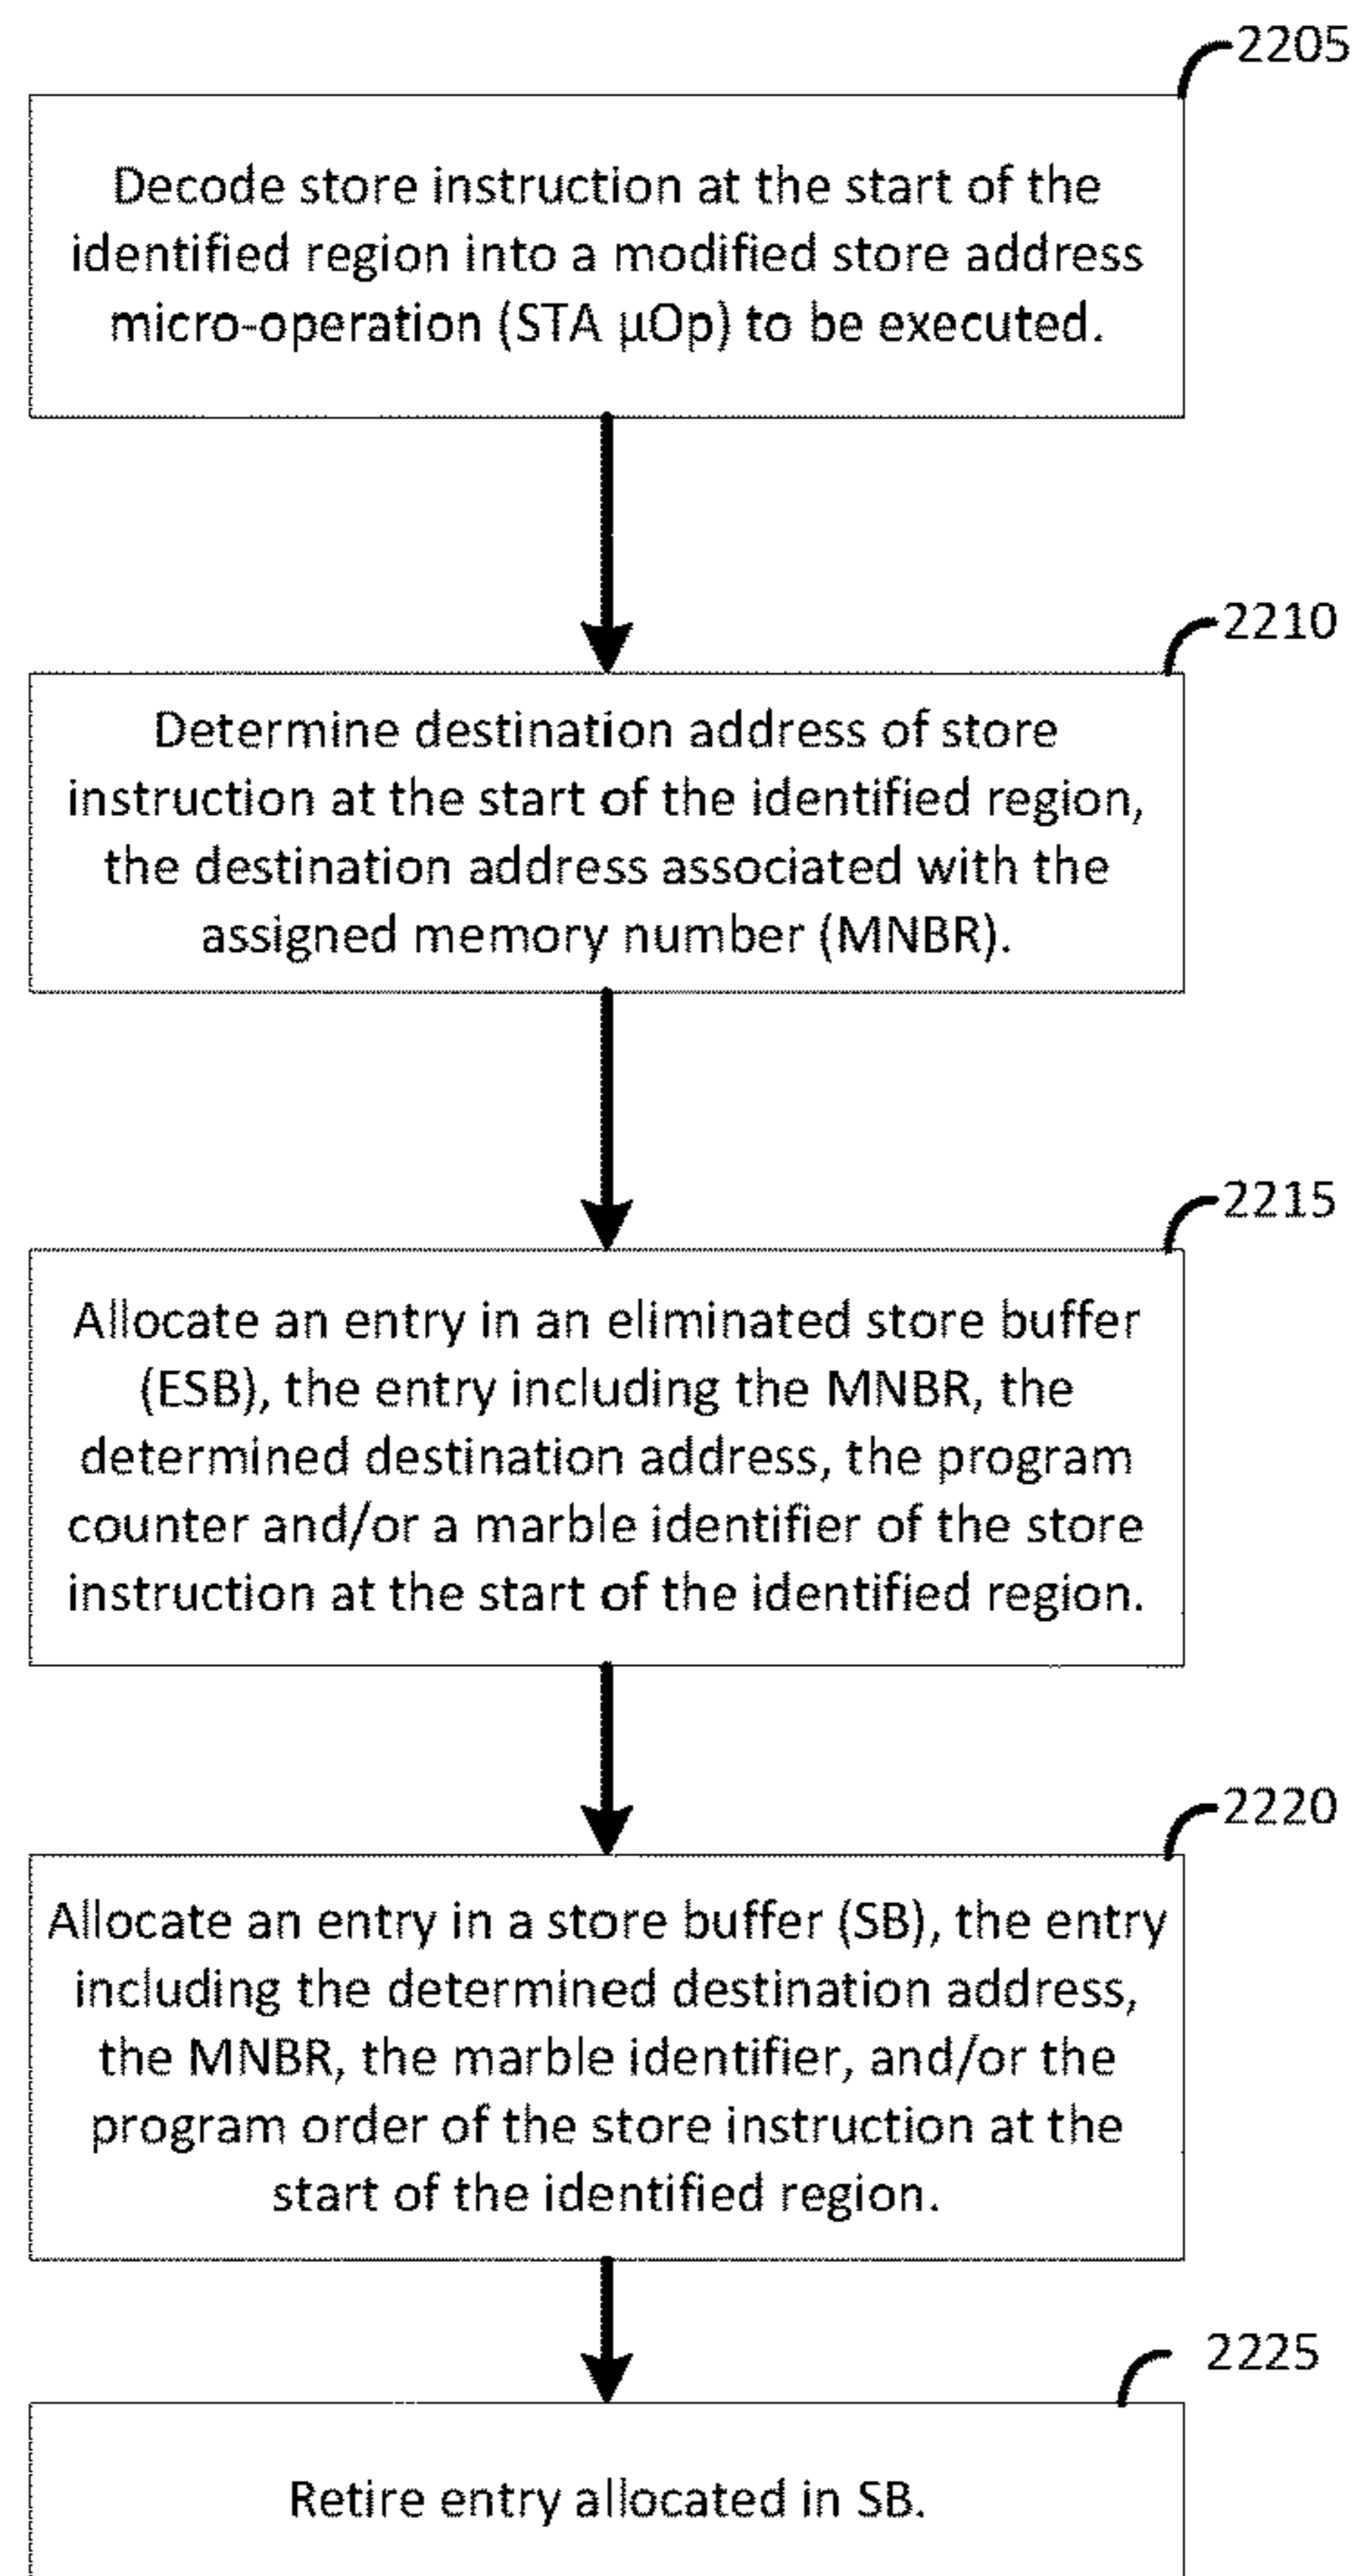 2205
Decode store instruction at the start of the
identified region into a modified store address
micro-operation (STA µOp) to be executed.
2210
Determine destination address of store
instruction at the start of the identified region,
the destination address associated with the
assigned memory number (MNBR).
2215
Allocate an entry in an eliminated store buffer
(ESB), the entry including the MNBR, the
determined destination address, the program
counter and/or a marble identifier of the store
instruction at the start of the identified region.
2220
Allocate an entry in a store buffer (SB), the entry
including the determined destination address,
the MNBR, the marble identifier, and/or the
program order of the store instruction at the
start of the identified region.
2225
Retire entry allocated in SB.